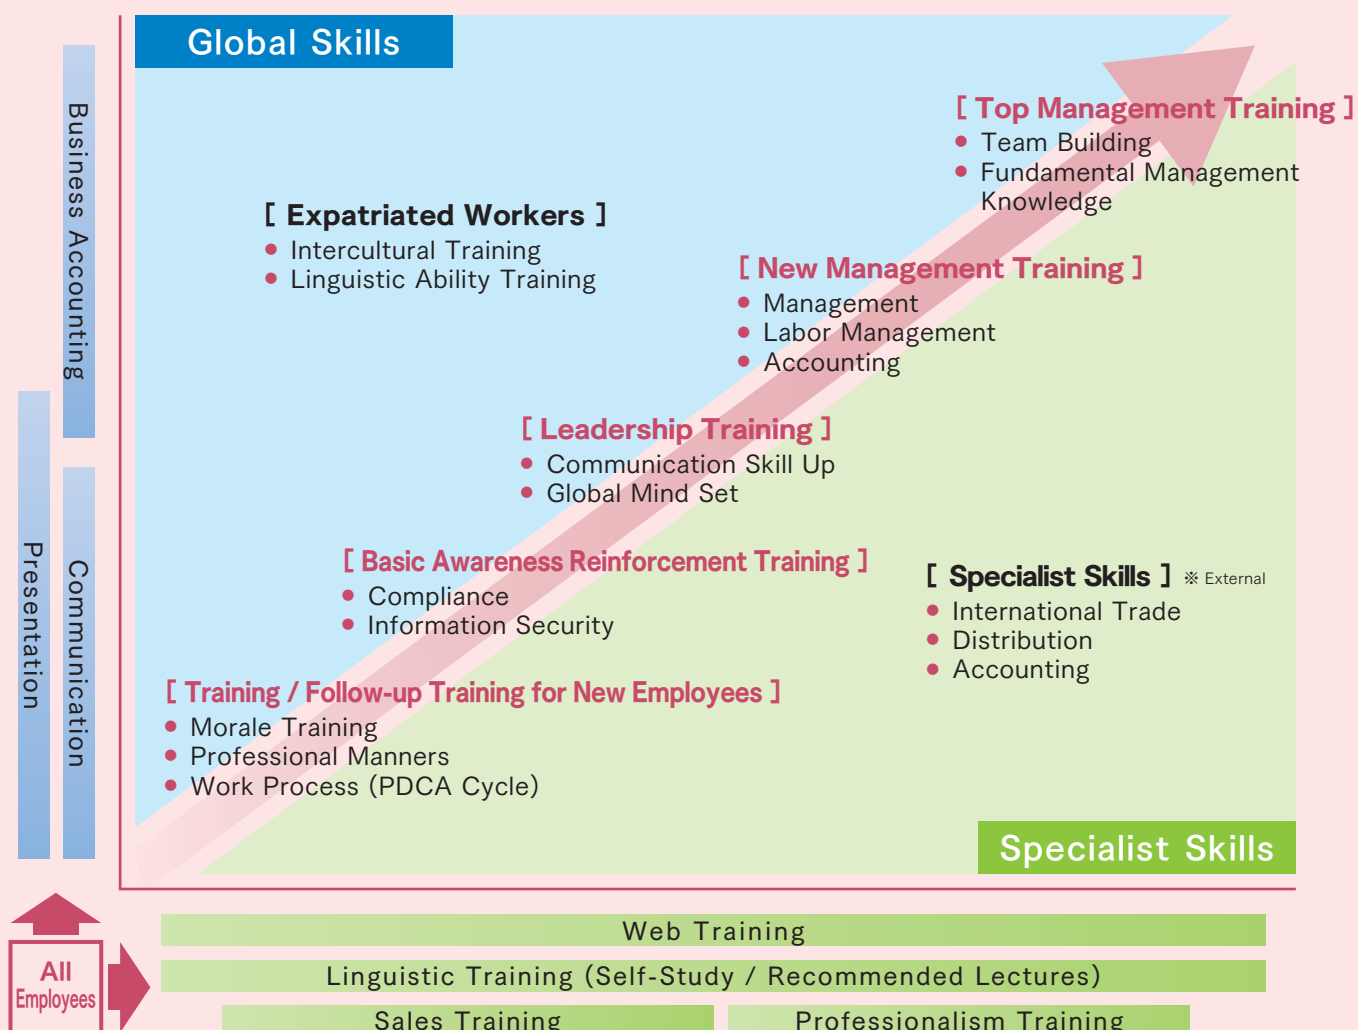 Global Skills
Business Accounting
Presentation
Communication
[ Top Management Training ]
● Team Building
● Fundamental Management
Knowledge
[ Expatriated Workers ]
● Intercultural Training
● Linguistic Ability Training
[ New Management Training ]
● Management
● Labor Management
● Accounting
[ Leadership Training ]
● Communication Skill Up
● Global Mind Set
[ Basic Awareness Reinforcement Training ]
● Compliance
● Information Security
[ Specialist Skills ] ※ External
● International Trade
● Distribution
● Accounting
[ Training / Follow-up Training for New Employees ]
● Morale Training
● Professional Manners
● Work Process (PDCA Cycle)
Specialist Skills
All
Employees
Web Training
Linguistic Training (Self-Study / Recommended Lectures)
Sales Training
Professionalism Training